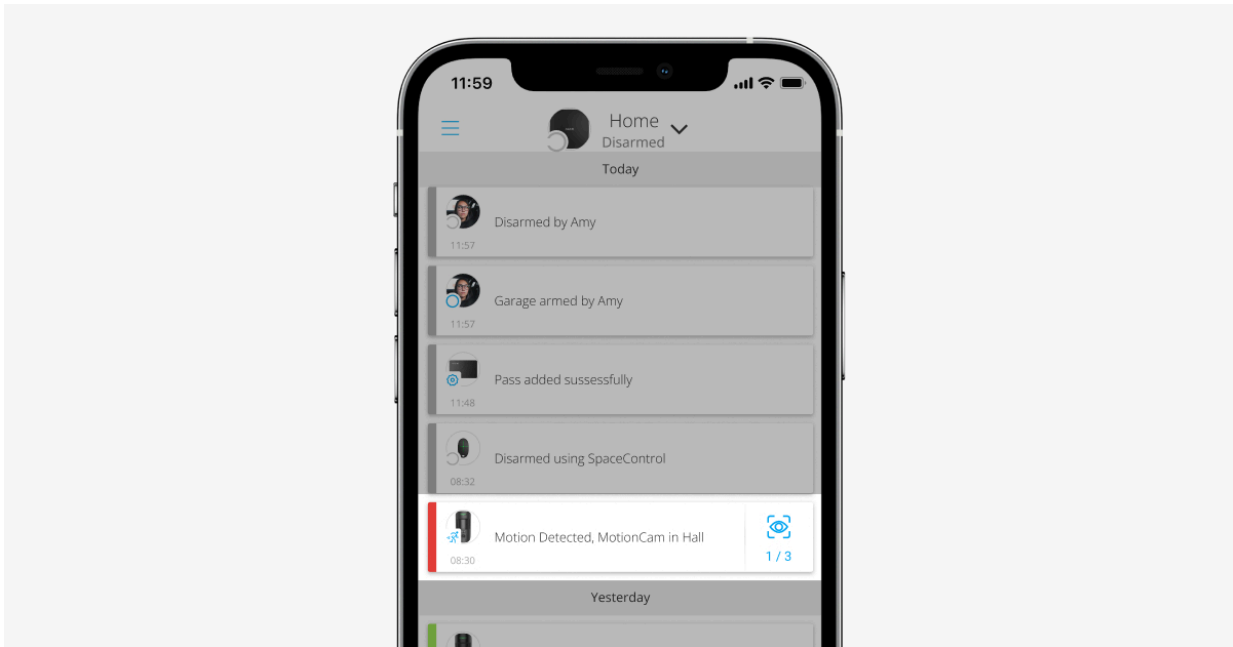 11:59
Home
Disarmed
Today
Disarmed by Amy
11:57
Garage armed by Amy
11:57
Pass added sussessfully
11:48
Disarmed using SpaceControl
08:32
Motion Detected, MotionCam in Hall
08:30
1 / 3
Yesterday